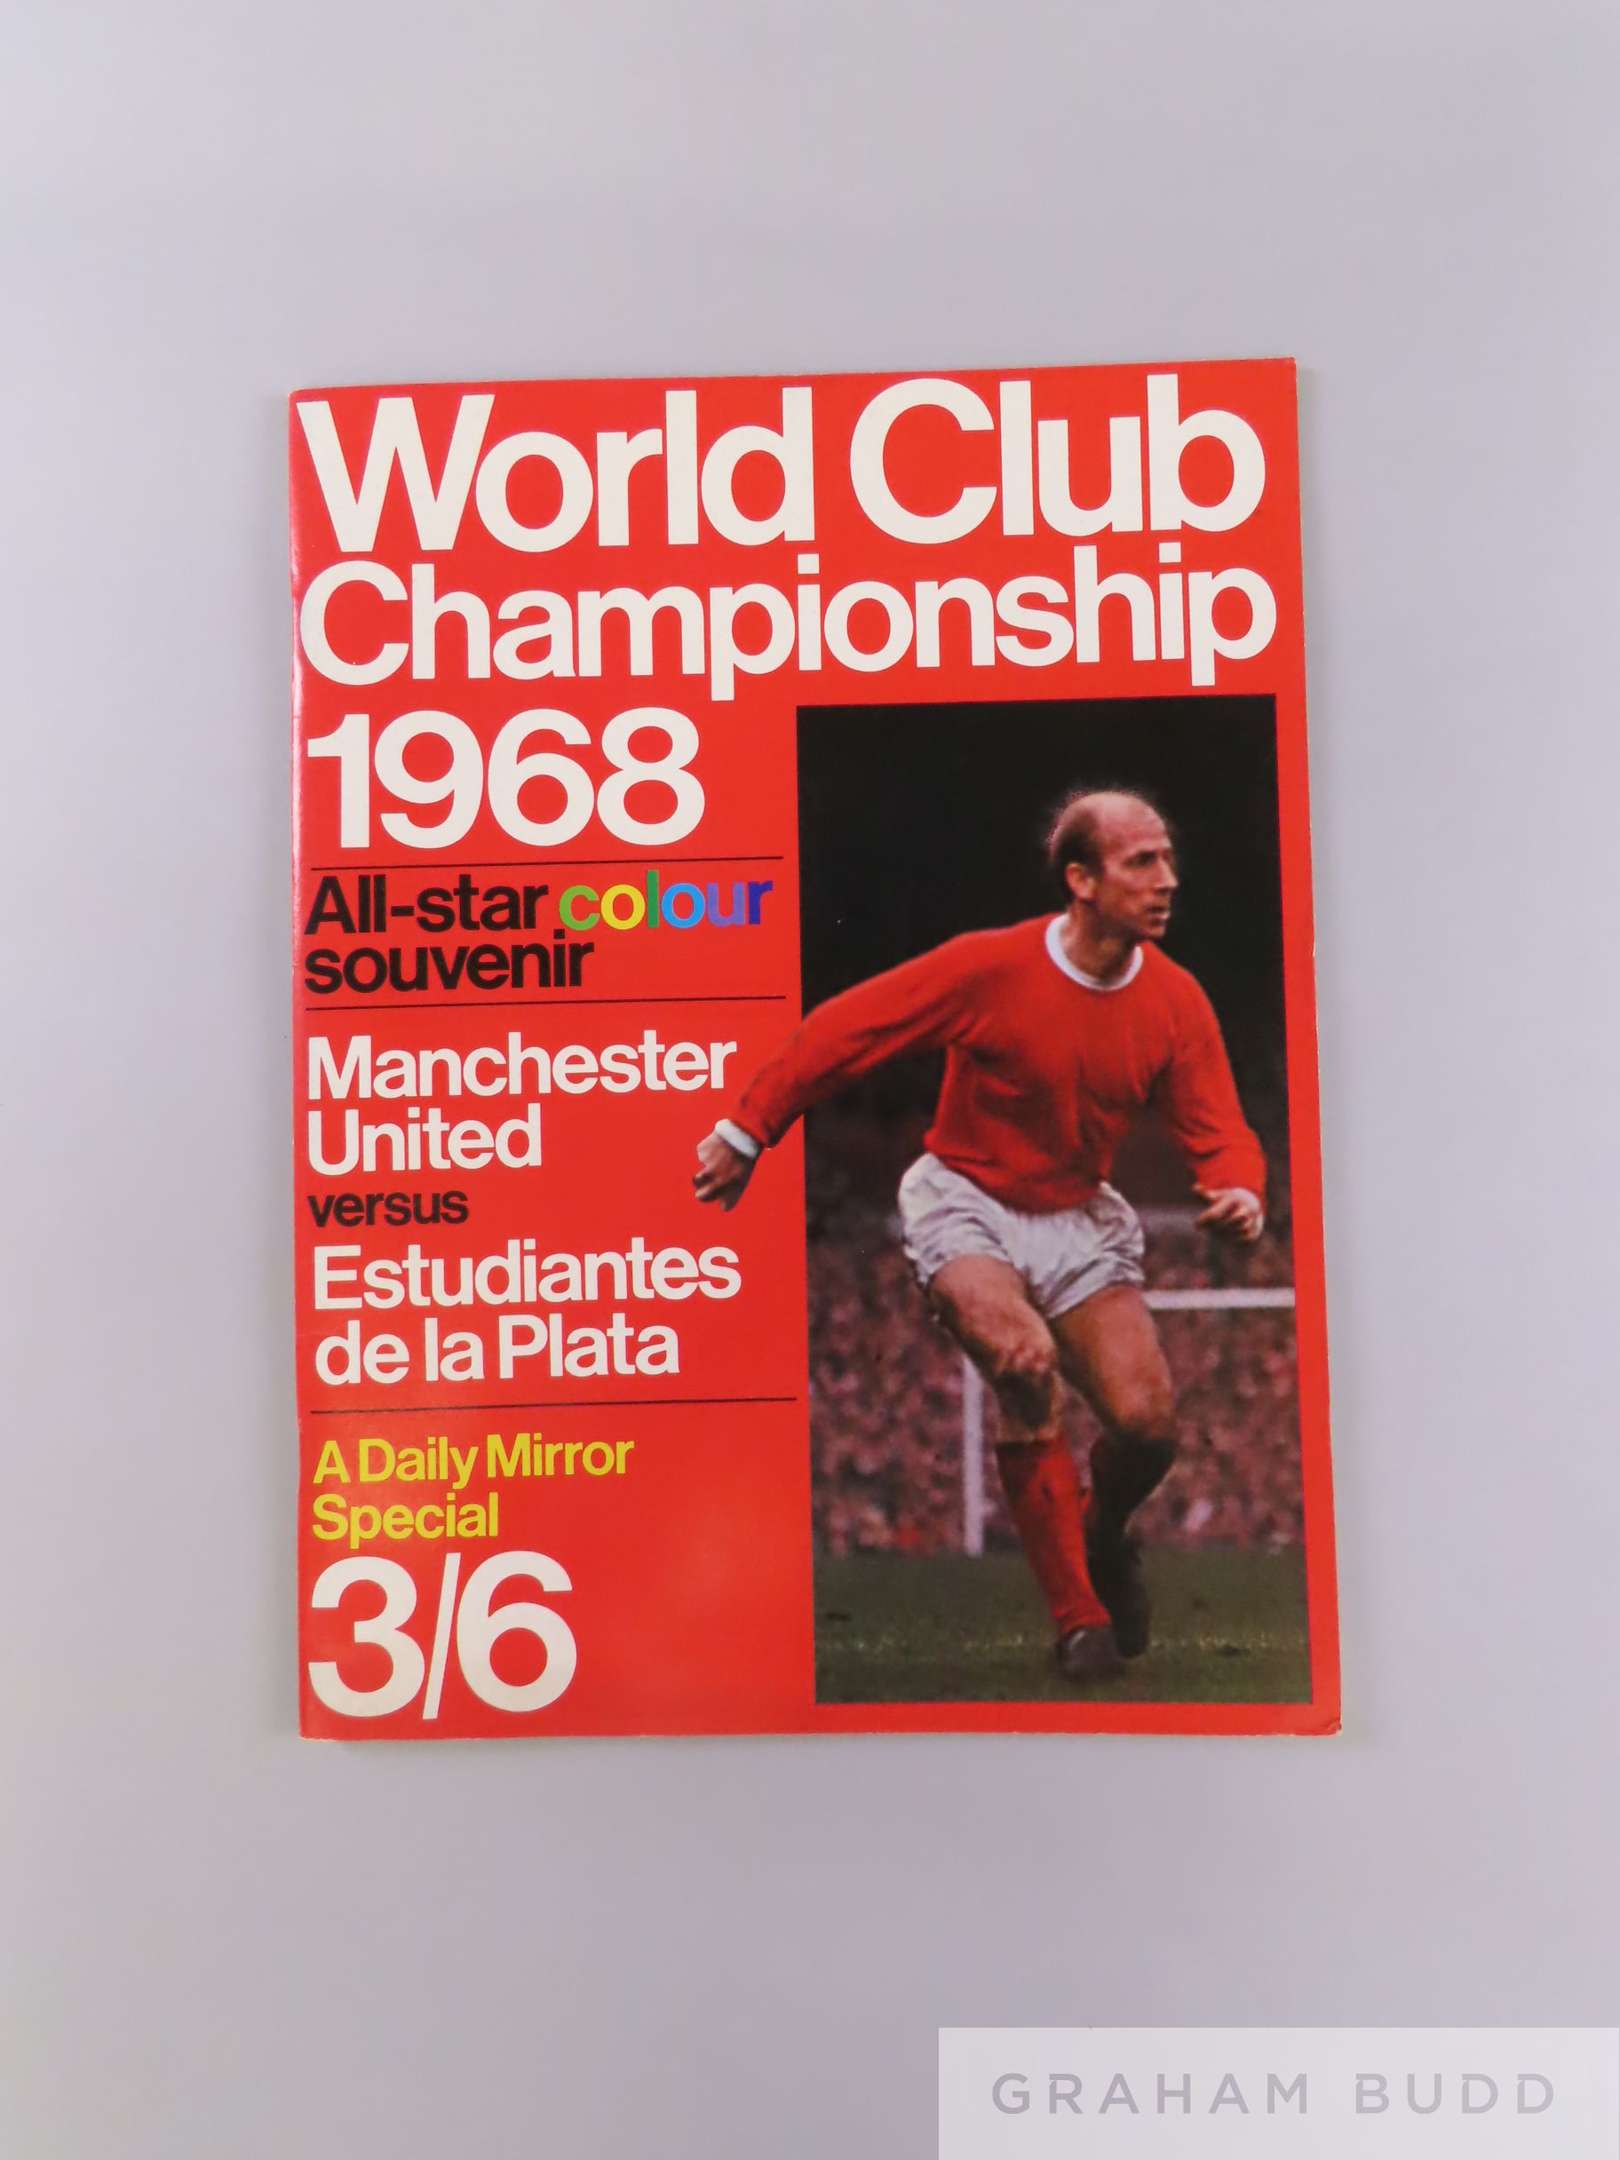 World Club
Championship
1968
All-star colour
souvenir
Manchester
United
versus
Estudiantes
de la Plata
A Daily Mirror
Special
3/6
GRAHAM BUDD